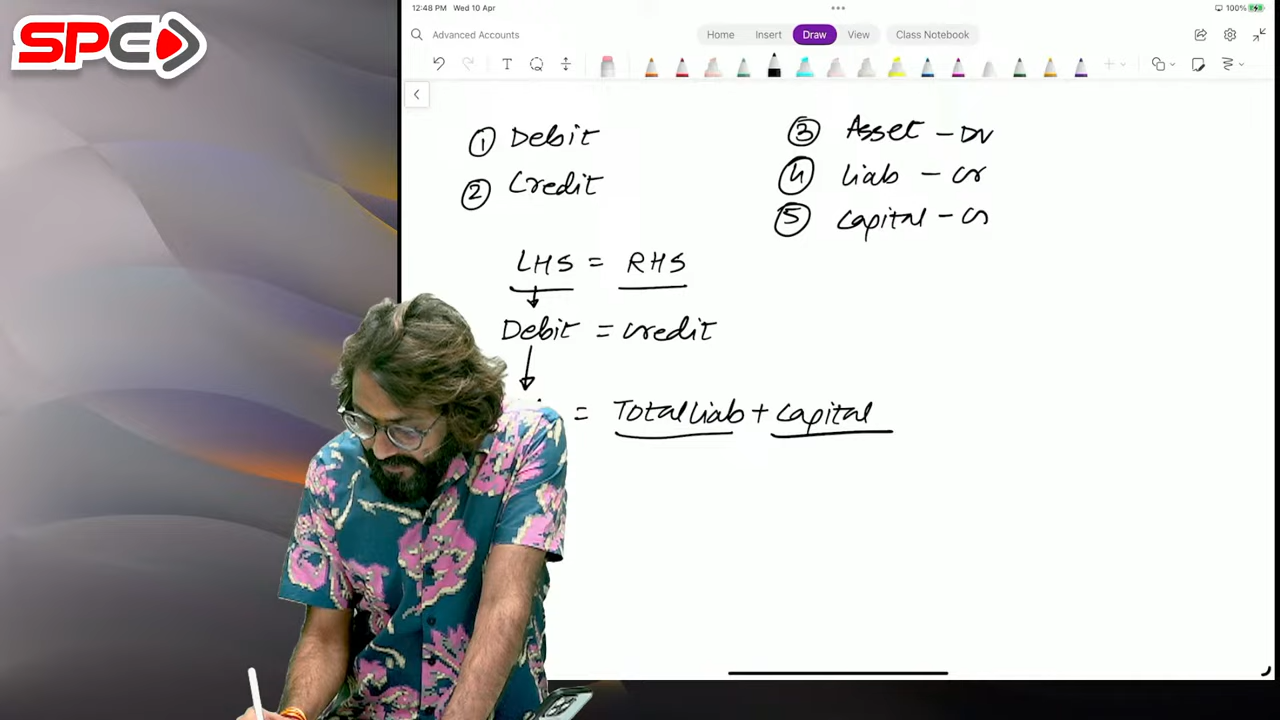 SPED
12:48 PM Wed 10 Apr
100%
Advanced Accounts
Home Insert Draw View Class Notebook
① Debit
② Credit
③ Asset - Dr
④ Liab - Cr
⑤ Capital - Cr
LHS = RHS
Debit = Credit
= Total Liab + Capital